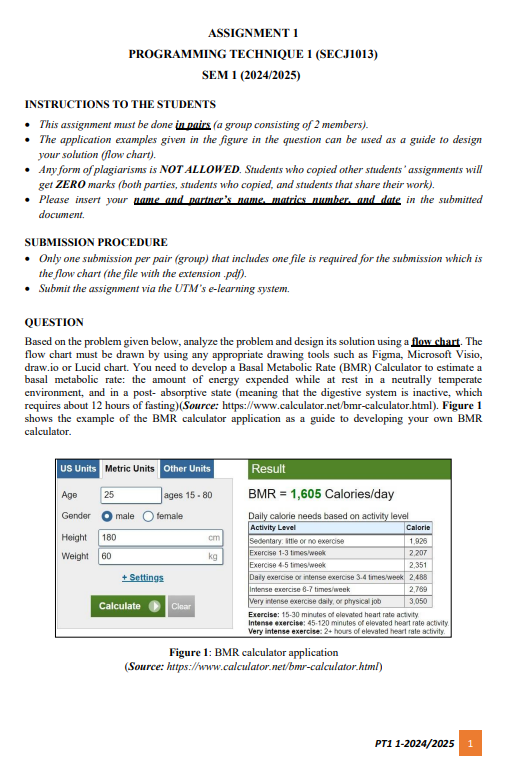 ASSIGNMENT 1
PROGRAMMING TECHNIQUE 1 (SECJ1013)
SEM 1 (2024/2025)
INSTRUCTIONS TO THE STUDENTS
• This assignment must be done in pairs (a group consisting of 2 members).
• The application examples given in the figure in the question can be used as a guide to design
your solution (flow chart).
• Any form of plagiarisms is NOT ALLOWED. Students who copied other students' assignments will
get ZERO marks (both parties, students who copied, and students that share their work).
• Please insert your name and partner's name, matrics number, and date in the submitted
document.
SUBMISSION PROCEDURE
• Only one submission per pair (group) that includes one file is required for the submission which is
the flow chart (the file with the extension .pdf).
• Submit the assignment via the UTM's e-learning system.
QUESTION
Based on the problem given below, analyze the problem and design its solution using a flow chart. The
flow chart must be drawn by using any appropriate drawing tools such as Figma, Microsoft Visio,
draw.io or Lucid chart. You need to develop a Basal Metabolic Rate (BMR) Calculator to estimate a
basal metabolic rate: the amount of energy expended while at rest in a neutrally temperate
environment, and in a post- absorptive state (meaning that the digestive system is inactive, which
requires about 12 hours of fasting)(Source: https://www.calculator.net/bmr-calculator.html). Figure 1
shows the example of the BMR calculator application as a guide to developing your own BMR
calculator.
US Units Metric Units Other Units
Age 25 ages 15 - 80
Gender male female
Height 180 cm
Weight 60 kg
+ Settings
Calculate Clear
Result
BMR = 1,605 Calories/day
Daily calorie needs based on activity level
Activity Level Calorie
Sedentary: little or no exercise 1,926
Exercise 1-3 times/week 2,207
Exercise 4-5 times/week 2,351
Daily exercise or intense exercise 3-4 times/week 2,488
Intense exercise 6-7 times/week 2,769
Very intense exercise daily, or physical job 3,050
Exercise: 15-30 minutes of elevated heart rate activity.
Intense exercise: 45-120 minutes of elevated heart rate activity.
Very intense exercise: 2+ hours of elevated heart rate activity.
Figure 1: BMR calculator application
(Source: https://www.calculator.net/bmr-calculator.html)
PT1 1-2024/2025 1